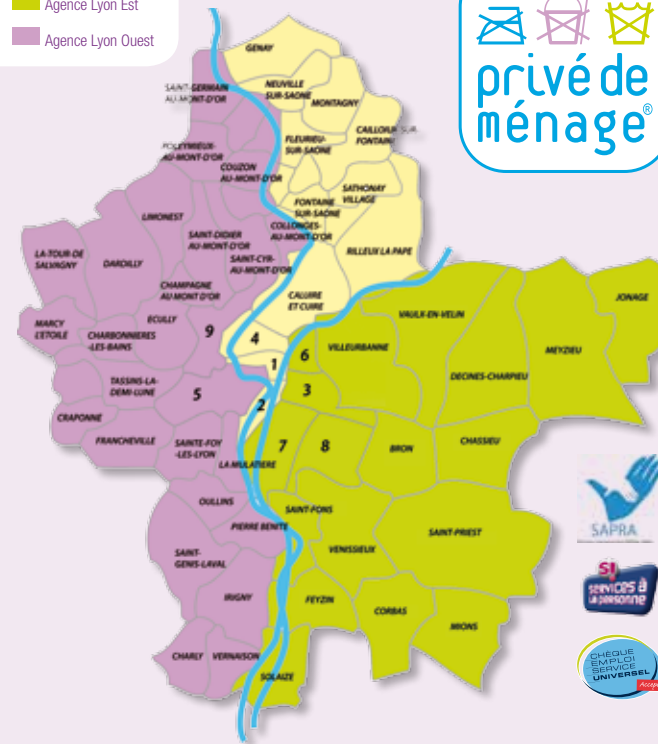 Agence Lyon Est
Agence Lyon Ouest
privé de
ménage®
GENAY
SAINT-GERMAIN
AU-MONT-D'OR
NEUVILLE
SUR-SAONE
MONTAGNY
FLEURIEU-
SUR-SAONE
AU-MONT-D'OR
COUZON
AU-MONT-D'OR
SATHONAY
VILLAGE
FONTAINE
SUR-SAONE
LIMONEST
COLLONGES-
AU-MONT-D'OR
SAINT-DIDIER
AU-MONT-D'OR
RILLEUX LA PAPE
LA-TOUR-DE
SALVAGNY
DARDILLY
SAINT-CYR-
AU-MONT-D'OR
CHAMPAGNE
AU MONT D'OR
CALUIRE
ET CUIRE
JONAGE
MARCY
L'ETOILE
ECULLY
CHARBONNIERES
-LES-BAINS
9
4
VAULX-EN-VELIN
VILLEURBANNE
MEYZIEU
1
6
DECINES-CHARPIEU
TASSINS-LA-
DEMI-LUNE
5
3
2
CRAPONNE
FRANCHEVILLE
SAINTE-FOY
-LES-LYON
LA MULATIERE
7
8
BRON
CHASSIEU
OULLINS
PIERRE BENITE
SAINT-FONS
VENISSIEUX
SAINT-PRIEST
SAPRA
SAINT-
GENIS-LAVAL
IRIGNY
FEYZIN
CORBAS
MIONS
services à
la personne
CHARLY
VERNAISON
SOLAIZE
CHÈQUE
EMPLOI
SERVICE
UNIVERSEL